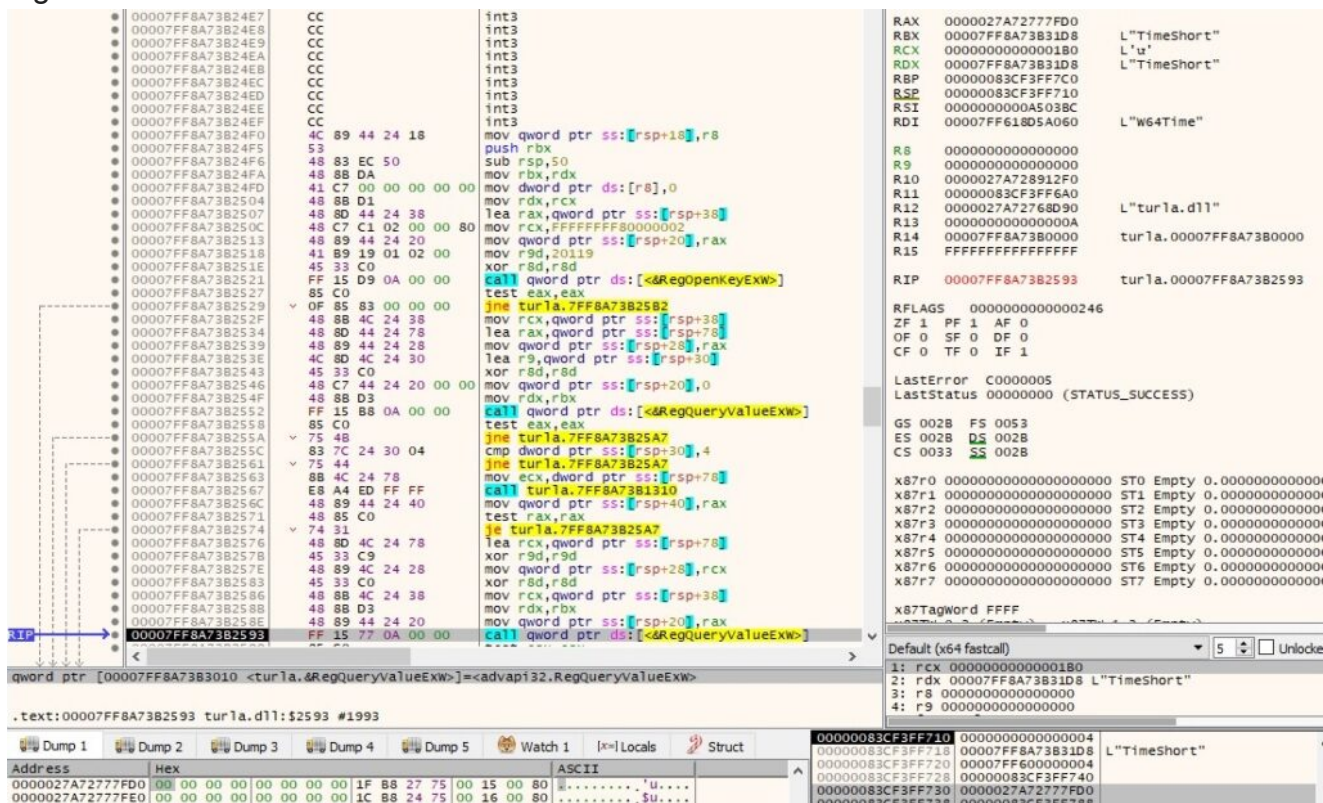 00007FF8A73B24E7 CC int3
00007FF8A73B24E8 CC int3
00007FF8A73B24E9 CC int3
00007FF8A73B24EA CC int3
00007FF8A73B24EB CC int3
00007FF8A73B24EC CC int3
00007FF8A73B24ED CC int3
00007FF8A73B24EE CC int3
00007FF8A73B24EF CC int3
00007FF8A73B24F0 4C 89 44 24 18 mov qword ptr ss:[rsp+18],r8
00007FF8A73B24F5 53 push rbx
00007FF8A73B24F6 48 83 EC 50 sub rsp,50
00007FF8A73B24FA 48 8B DA mov rbx,rdx
00007FF8A73B24FD 41 C7 00 00 00 00 00 mov dword ptr ds:[r8],0
00007FF8A73B2504 48 8B D1 mov rdx,rcx
00007FF8A73B2507 48 8D 44 24 38 lea rax,qword ptr ss:[rsp+38]
00007FF8A73B250C 48 C7 C1 02 00 00 80 mov rcx,FFFFFFFF80000002
00007FF8A73B2513 48 89 44 24 20 mov qword ptr ss:[rsp+20],rax
00007FF8A73B2518 41 B9 19 01 02 00 mov r9d,20119
00007FF8A73B251E 45 33 C0 xor r8d,r8d
00007FF8A73B2521 FF 15 D9 0A 00 00 call qword ptr ds:[<&RegOpenKeyExW>]
00007FF8A73B2527 85 C0 test eax,eax
00007FF8A73B2529 0F 85 83 00 00 00 jne turla.7FF8A73B25B2
00007FF8A73B252F 48 8B 4C 24 38 mov rcx,qword ptr ss:[rsp+38]
00007FF8A73B2534 48 8D 44 24 78 lea rax,qword ptr ss:[rsp+78]
00007FF8A73B2539 48 89 44 24 28 mov qword ptr ss:[rsp+28],rax
00007FF8A73B253E 4C 8D 4C 24 30 lea r9,qword ptr ss:[rsp+30]
00007FF8A73B2543 45 33 C0 xor r8d,r8d
00007FF8A73B2546 48 C7 44 24 20 00 00 mov qword ptr ss:[rsp+20],0
00007FF8A73B254F 48 8B D3 mov rdx,rbx
00007FF8A73B2552 FF 15 B8 0A 00 00 call qword ptr ds:[<&RegQueryValueExW>]
00007FF8A73B2558 85 C0 test eax,eax
00007FF8A73B255A 75 4B jne turla.7FF8A73B25A7
00007FF8A73B255C 83 7C 24 30 04 cmp dword ptr ss:[rsp+30],4
00007FF8A73B2561 75 44 jne turla.7FF8A73B25A7
00007FF8A73B2563 8B 4C 24 78 mov ecx,dword ptr ss:[rsp+78]
00007FF8A73B2567 E8 A4 ED FF FF call turla.7FF8A73B1310
00007FF8A73B256C 48 89 44 24 40 mov qword ptr ss:[rsp+40],rax
00007FF8A73B2571 48 85 C0 test rax,rax
00007FF8A73B2574 74 31 je turla.7FF8A73B25A7
00007FF8A73B2576 48 8D 4C 24 78 lea rcx,qword ptr ss:[rsp+78]
00007FF8A73B257B 45 33 C9 xor r9d,r9d
00007FF8A73B257E 48 89 4C 24 28 mov qword ptr ss:[rsp+28],rcx
00007FF8A73B2583 45 33 C0 xor r8d,r8d
00007FF8A73B2586 48 8B 4C 24 38 mov rcx,qword ptr ss:[rsp+38]
00007FF8A73B258B 48 8B D3 mov rdx,rbx
00007FF8A73B258E 48 89 44 24 20 mov qword ptr ss:[rsp+20],rax
RIP 00007FF8A73B2593 FF 15 77 0A 00 00 call qword ptr ds:[<&RegQueryValueExW>]
qword ptr [00007FF8A73B3010 <turla.&RegQueryValueExW>]=<advapi32.RegQueryValueExW>
.text:00007FF8A73B2593 turla.dll:$2593 #1993
RAX 0000027A72777FD0
RBX 00007FF8A73B31D8 L"TimeShort"
RCX 00000000000001B0 L'ư'
RDX 00007FF8A73B31D8 L"TimeShort"
RBP 00000083CF3FF7C0
RSP 00000083CF3FF710
RSI 0000000000A503BC
RDI 00007FF618D5A060 L"W64Time"
R8 0000000000000000
R9 0000000000000000
R10 0000027A728912F0
R11 00000083CF3FF6A0
R12 0000027A72768D90 L"turla.dll"
R13 000000000000000A
R14 00007FF8A73B0000 turla.00007FF8A73B0000
R15 FFFFFFFFFFFFFFFF
RIP 00007FF8A73B2593 turla.00007FF8A73B2593
RFLAGS 0000000000000246
ZF 1 PF 1 AF 0
OF 0 SF 0 DF 0
CF 0 TF 0 IF 1
LastError C0000005
LastStatus 00000000 (STATUS_SUCCESS)
GS 002B FS 0053
ES 002B DS 002B
CS 0033 SS 002B
x87r0 00000000000000000000 ST0 Empty 0.000000000000
x87r1 00000000000000000000 ST1 Empty 0.000000000000
x87r2 00000000000000000000 ST2 Empty 0.000000000000
x87r3 00000000000000000000 ST3 Empty 0.000000000000
x87r4 00000000000000000000 ST4 Empty 0.000000000000
x87r5 00000000000000000000 ST5 Empty 0.000000000000
x87r6 00000000000000000000 ST6 Empty 0.000000000000
x87r7 00000000000000000000 ST7 Empty 0.000000000000
x87TagWord FFFF
Default (x64 fastcall) 5 Unlocke
1: rcx 00000000000001B0
2: rdx 00007FF8A73B31D8 L"TimeShort"
3: r8 0000000000000000
4: r9 0000000000000000
Dump 1 Dump 2 Dump 3 Dump 4 Dump 5 Watch 1 [x=] Locals Struct
Address Hex ASCII
0000027A72777FD0 00 00 00 00 00 00 00 00 1F B8 27 75 00 15 00 80 .........'u....
0000027A72777FE0 00 00 00 00 00 00 00 00 1C B8 24 75 00 16 00 80 .........$u....
00000083CF3FF710 0000000000000004
00000083CF3FF718 00007FF8A73B31D8 L"TimeShort"
00000083CF3FF720 00007FF600000004
00000083CF3FF728 00000083CF3FF740
00000083CF3FF730 0000027A72777FD0